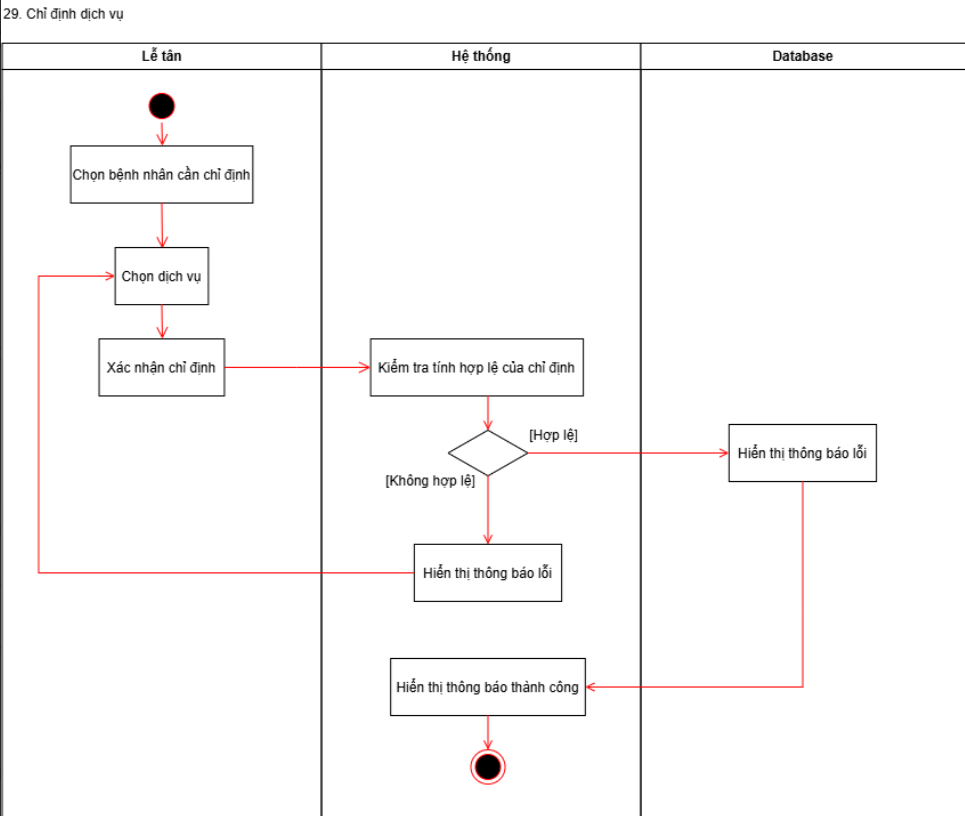 29. Chỉ định dịch vụ
Lễ tân
Hệ thống
Database
Chọn bệnh nhân cần chỉ định
Chọn dịch vụ
Xác nhận chỉ định
Kiểm tra tính hợp lệ của chỉ định
[Hợp lệ]
Hiển thị thông báo lỗi
[Không hợp lệ]
Hiển thị thông báo lỗi
Hiển thị thông báo thành công